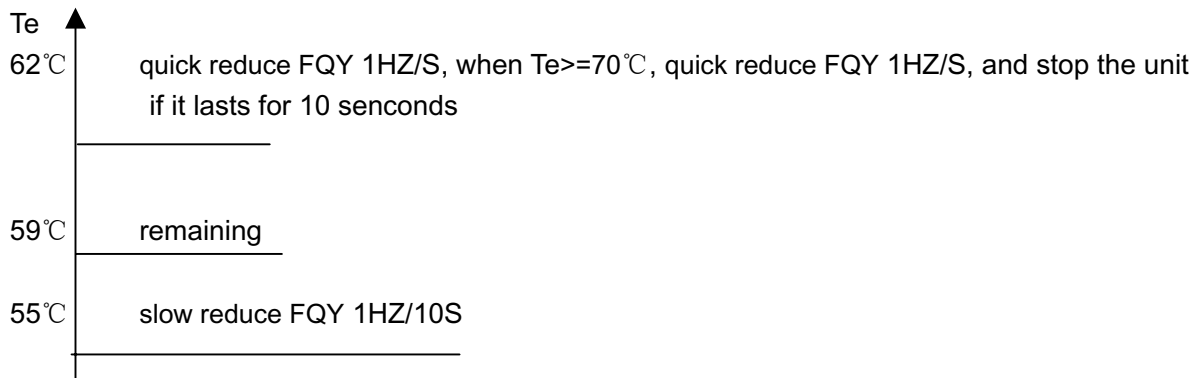 Te
62℃ quick reduce FQY 1HZ/S, when Te>=70℃, quick reduce FQY 1HZ/S, and stop the unit
if it lasts for 10 senconds
59℃ remaining
55℃ slow reduce FQY 1HZ/10S